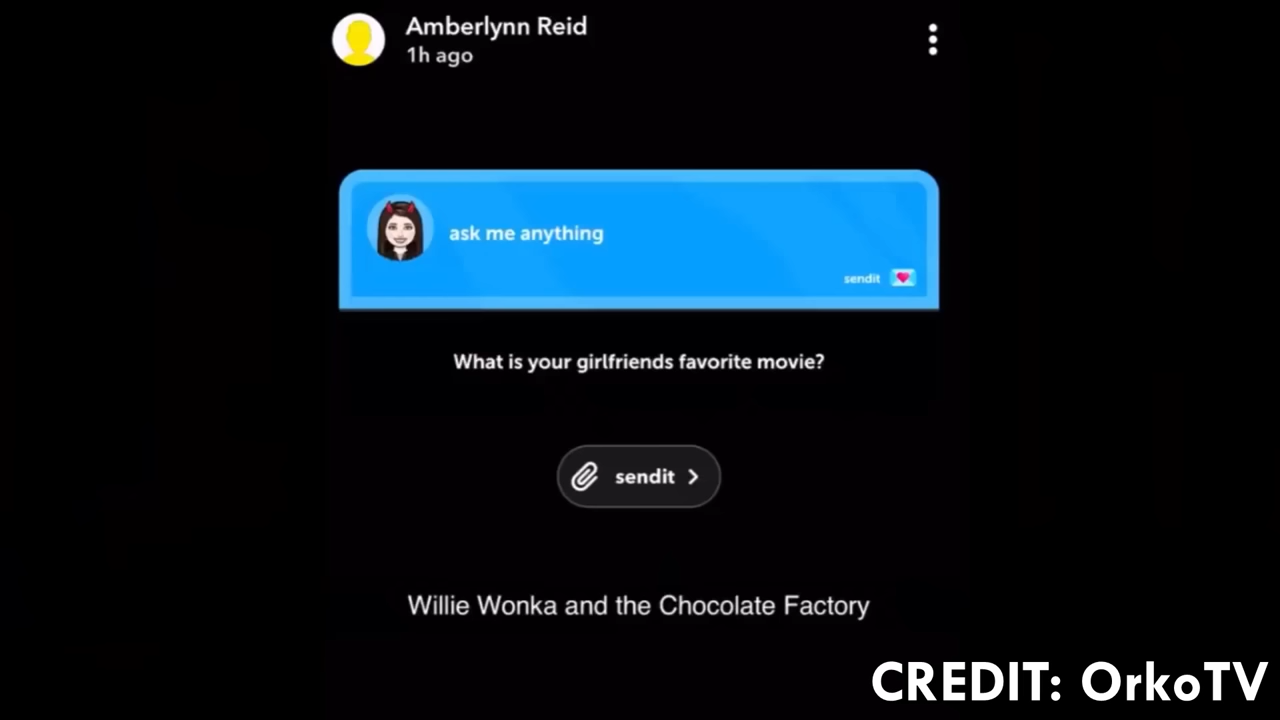 Amberlynn Reid
1h ago
ask me anything
sendit
What is your girlfriends favorite movie?
sendit
Willie Wonka and the Chocolate Factory
CREDIT: OrkoTV